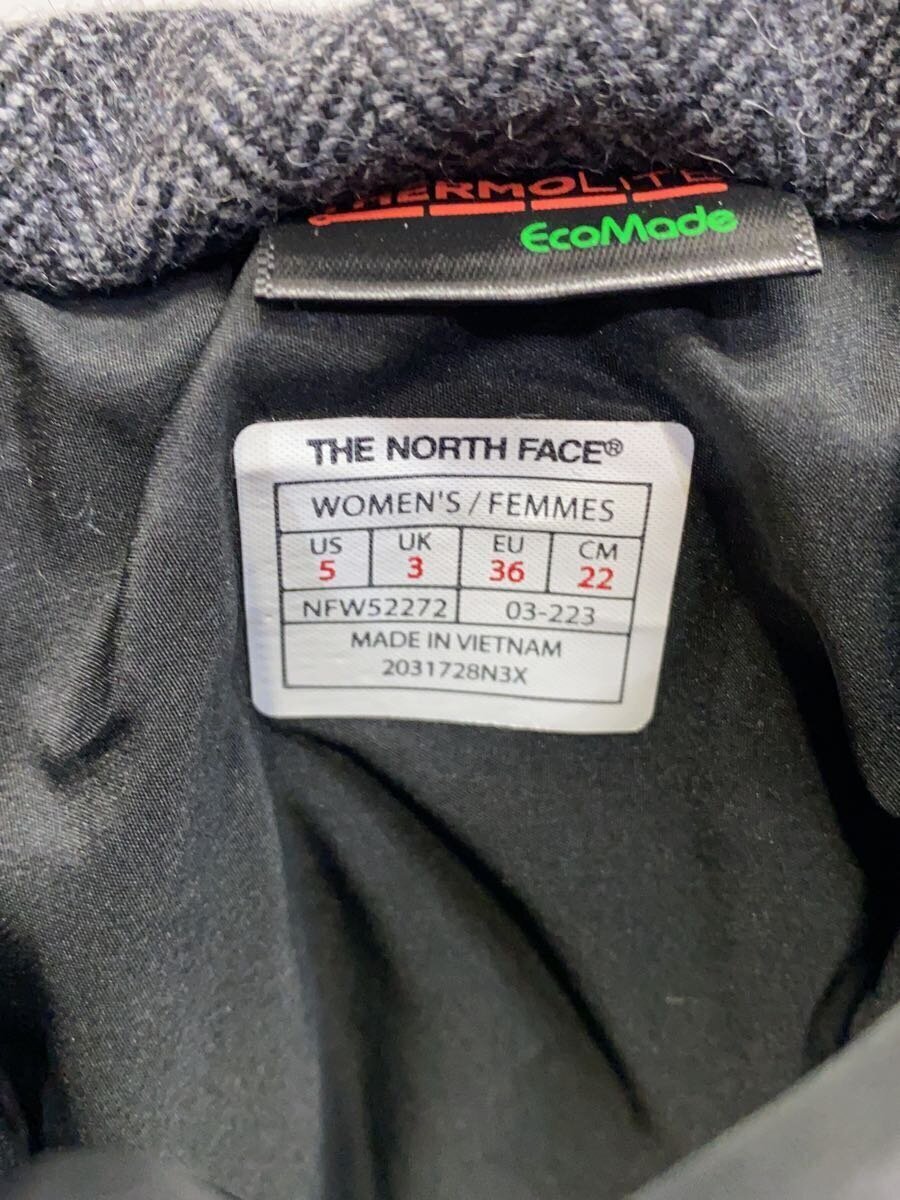 THERMOLITE
EcoMade
THE NORTH FACE®
WOMEN'S / FEMMES
US UK EU CM
5 3 36 22
NFW52272 03-223
MADE IN VIETNAM
2031728N3X